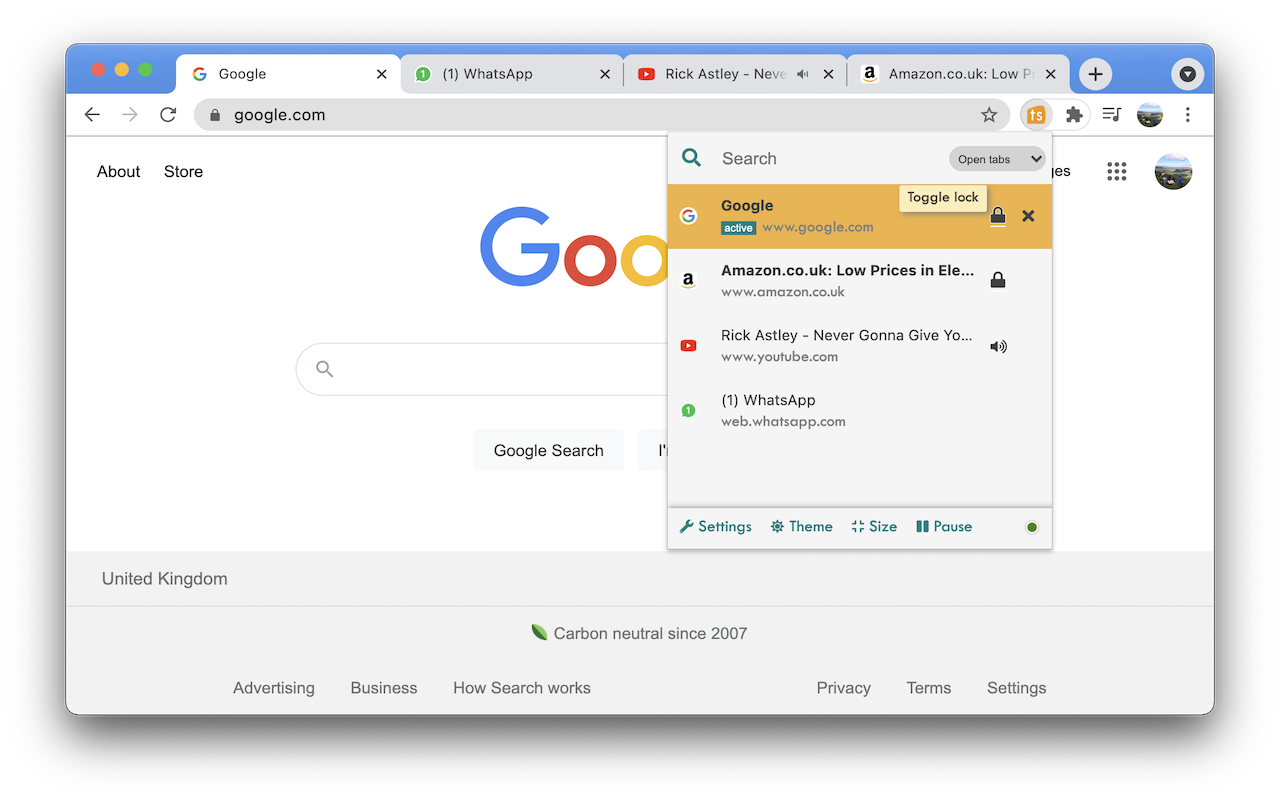 Google
(1) WhatsApp
Rick Astley - Neve
Amazon.co.uk: Low P
google.com
ts
About
Store
Search
Open tabs
Google
Toggle lock
active www.google.com
a
Amazon.co.uk: Low Prices in Ele...
www.amazon.co.uk
Rick Astley - Never Gonna Give Yo...
www.youtube.com
1
(1) WhatsApp
web.whatsapp.com
Google Search
I'
Settings
Theme
Size
Pause
United Kingdom
Carbon neutral since 2007
Advertising
Business
How Search works
Privacy
Terms
Settings